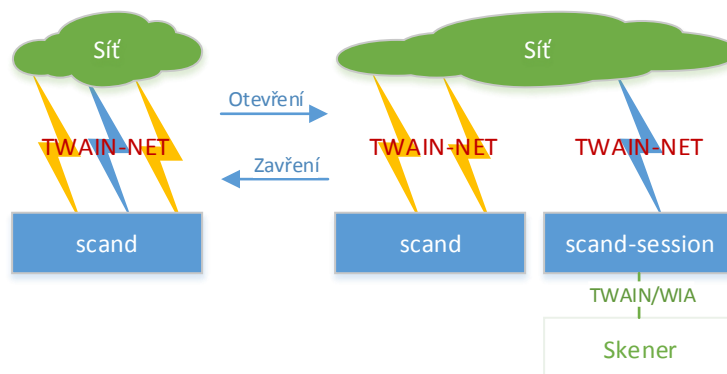 Síť
TWAIN-NET
scand
Otevření
Zavření
Síť
TWAIN-NET
TWAIN-NET
scand
scand-session
TWAIN/WIA
Skener